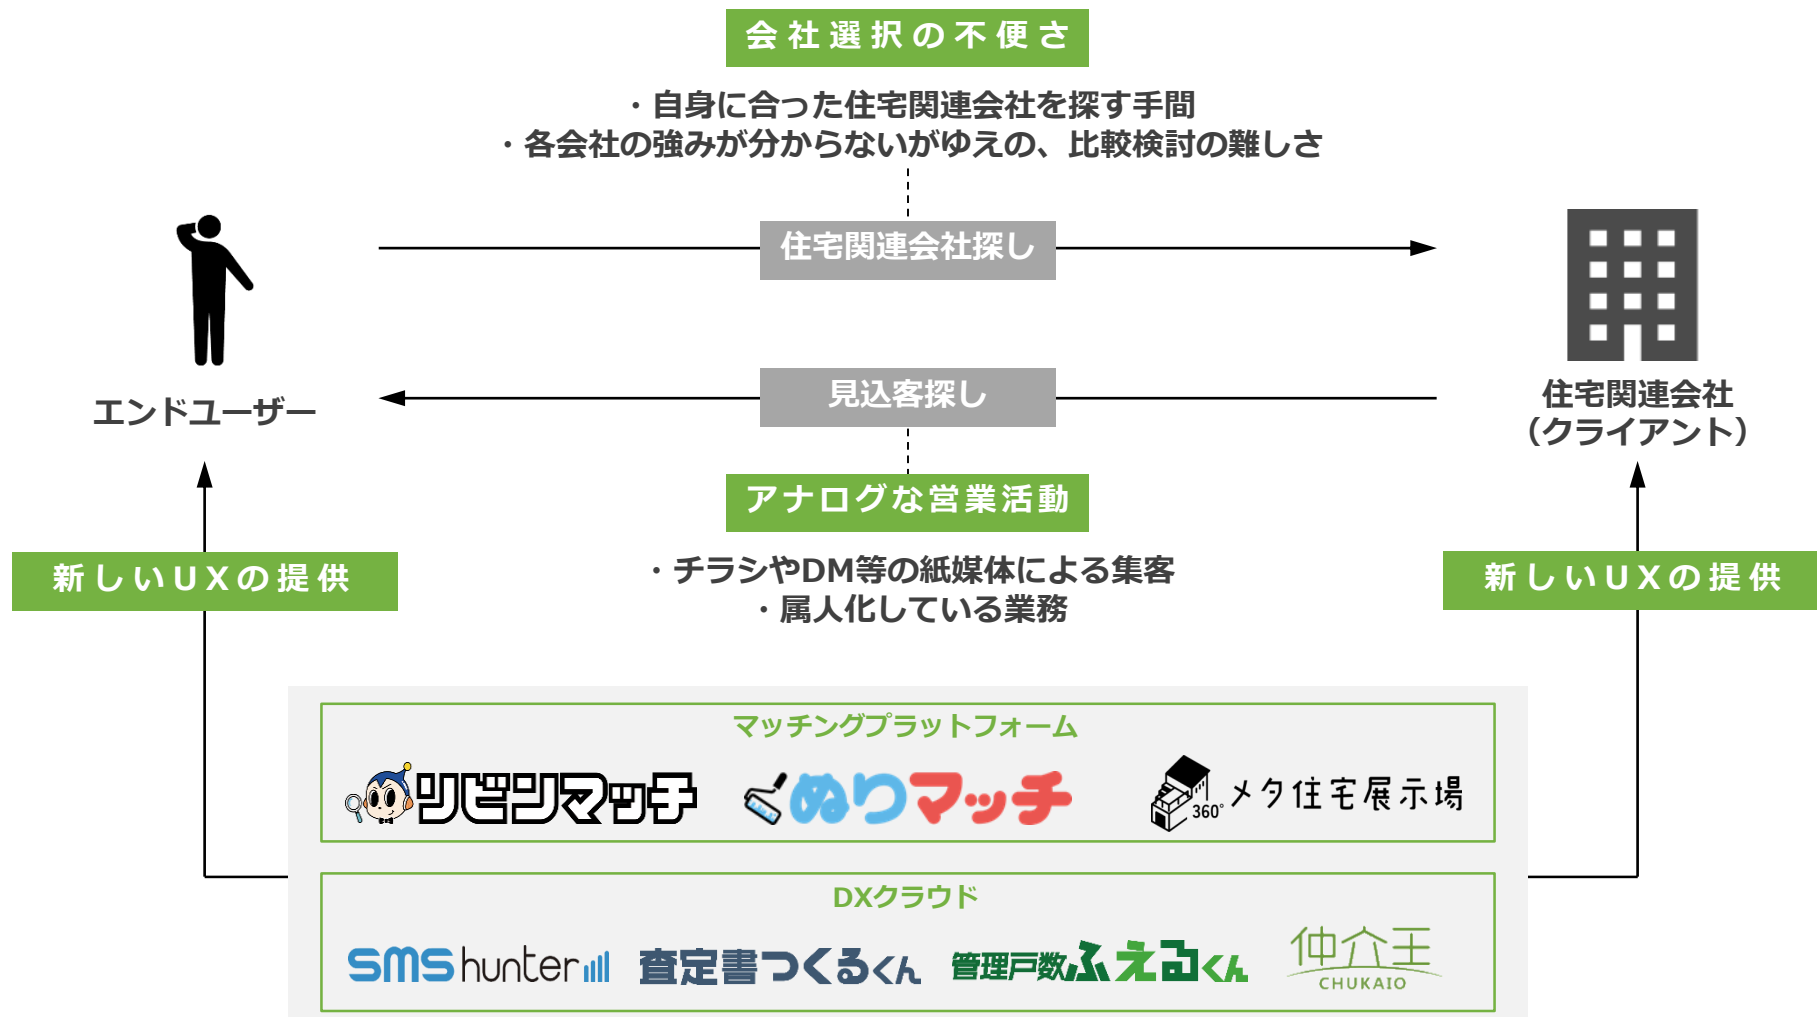 会社選択の不便さ
・自身に合った住宅関連会社を探す手間
・各会社の強みが分からないがゆえの、比較検討の難しさ
住宅関連会社探し
見込客探し
エンドユーザー
住宅関連会社
（クライアント）
アナログな営業活動
・チラシやDM等の紙媒体による集客
・属人化している業務
新しいUXの提供
新しいUXの提供
マッチングプラットフォーム
リビンマッチ
ぬりマッチ
360°メタ住宅展示場
DXクラウド
SMS hunter
査定書つくるくん
管理戸数ふえるくん
仲介王
CHUKAIO